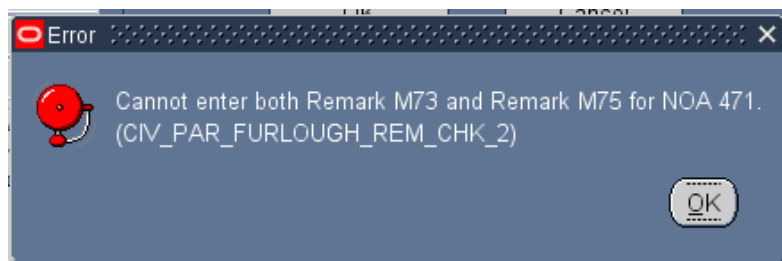 Error
Cannot enter both Remark M73 and Remark M75 for NOA 471.
(CIV_PAR_FURLOUGH_REM_CHK_2)
OK